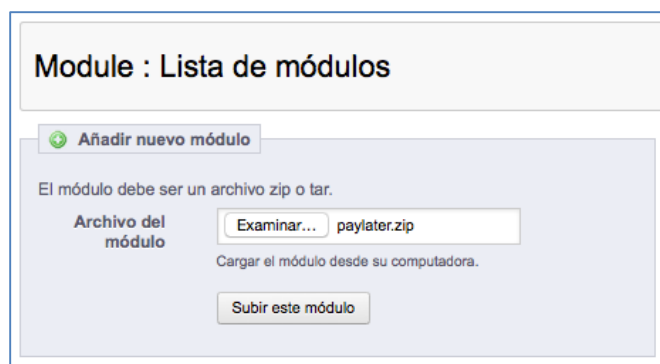 Module : Lista de módulos
Añadir nuevo módulo
El módulo debe ser un archivo zip o tar.
Archivo del
módulo
Examinar... paylater.zip
Cargar el módulo desde su computadora.
Subir este módulo